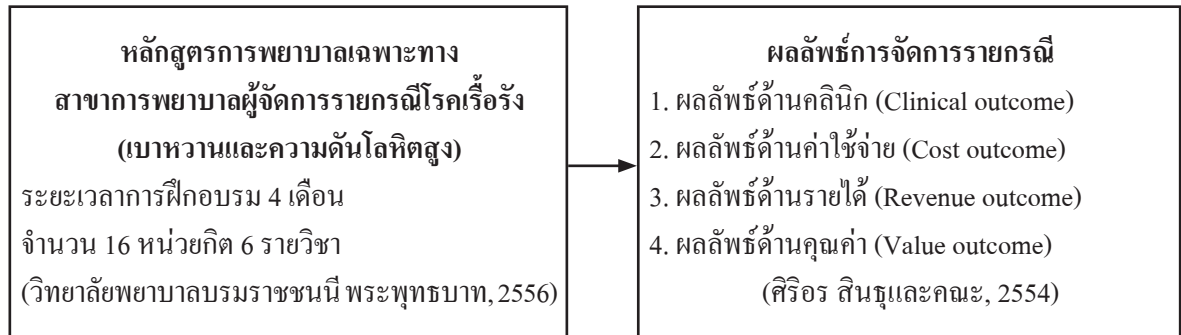 หลักสูตรการพยาบาลเฉพาะทาง
สาขาการพยาบาลผู้จัดการรายกรณีโรคเรื้อรัง
(เบาหวานและความดันโลหิตสูง)
ระยะเวลาการฝึกอบรม 4 เดือน
จำนวน 16 หน่วยกิต 6 รายวิชา
(วิทยาลัยพยาบาลบรมราชชนนี พระพุทธบาท, 2556)
ผลลัพธ์การจัดการรายกรณี
1. ผลลัพธ์ด้านคลินิก (Clinical outcome)
2. ผลลัพธ์ด้านค่าใช้จ่าย (Cost outcome)
3. ผลลัพธ์ด้านรายได้ (Revenue outcome)
4. ผลลัพธ์ด้านคุณค่า (Value outcome)
(ศิริอร สินธุและคณะ, 2554)